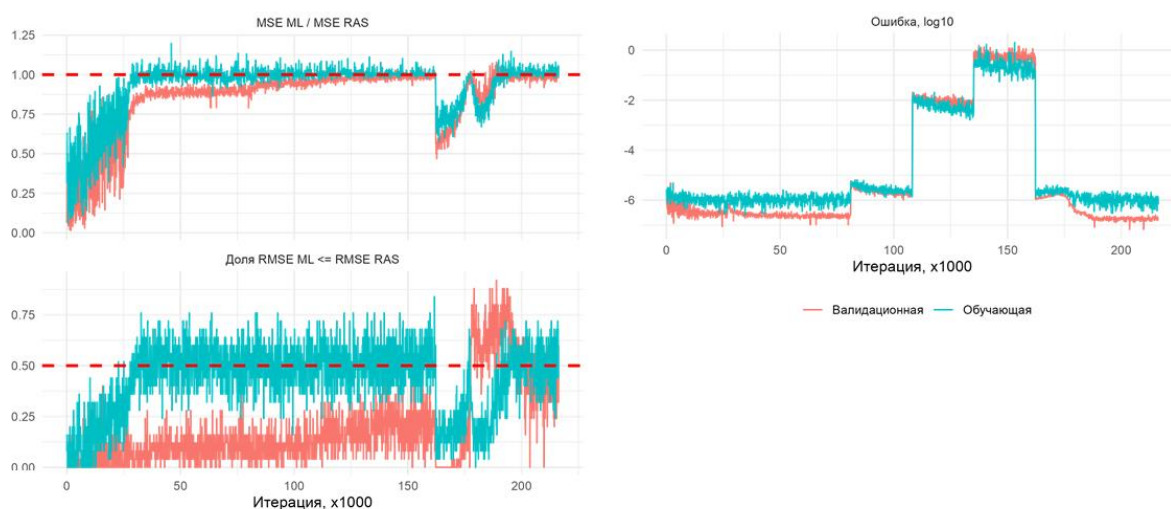 MSE ML / MSE RAS
1.25
1.00
0.75
0.50
0.25
0.00
Доля RMSE ML <= RMSE RAS
0.75
0.50
0.25
0.00
0 50 100 150 200
Итерация, x1000
Ошибка, log10
0
-2
-4
-6
0 50 100 150 200
Итерация, x1000
Валидационная Обучающая